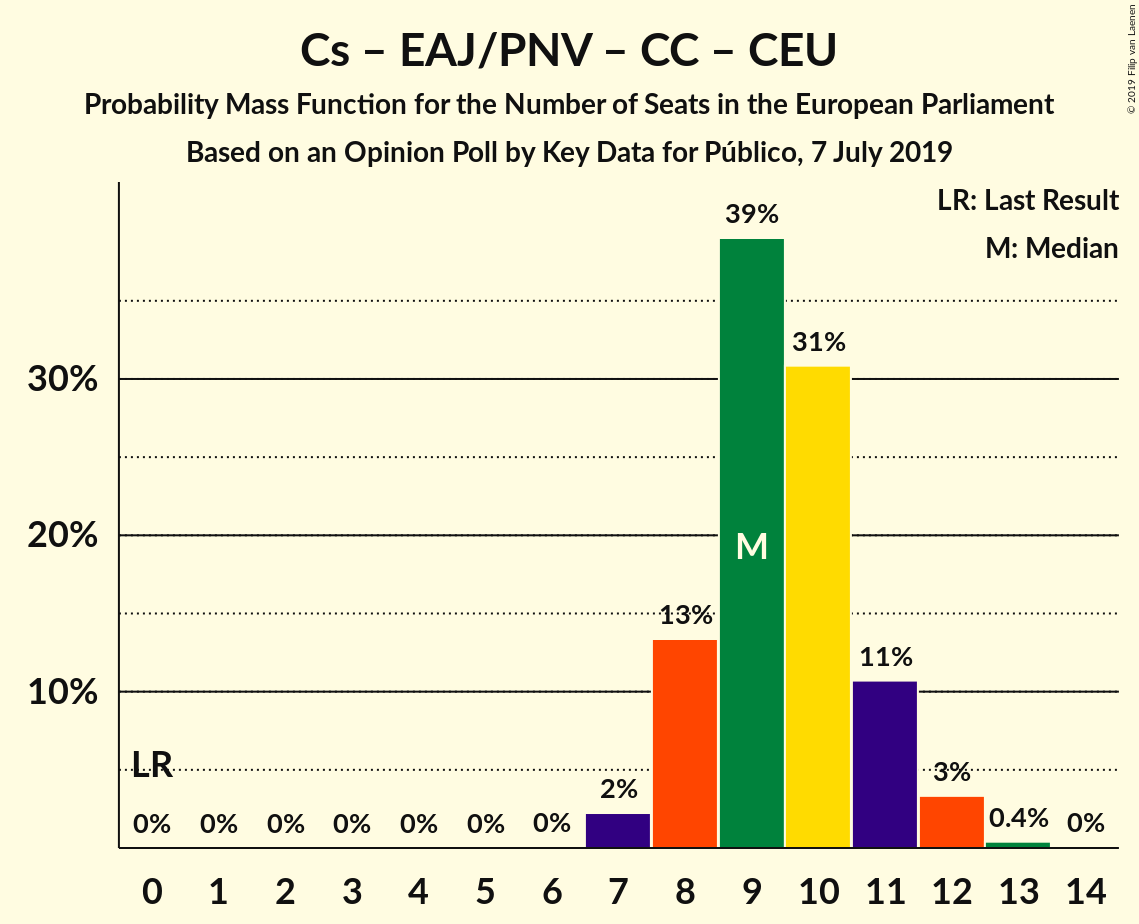 Cs – EAJ/PNV – CC – CEU
Probability Mass Function for the Number of Seats in the European Parliament
Based on an Opinion Poll by Key Data for Público, 7 July 2019
© 2019 Filip van Laenen
LR: Last Result
M: Median
39%
31%
30%
20%
M
13%
11%
10%
LR
3%
2%
0% 0% 0% 0% 0% 0% 0% 0.4% 0%
0 1 2 3 4 5 6 7 8 9 10 11 12 13 14